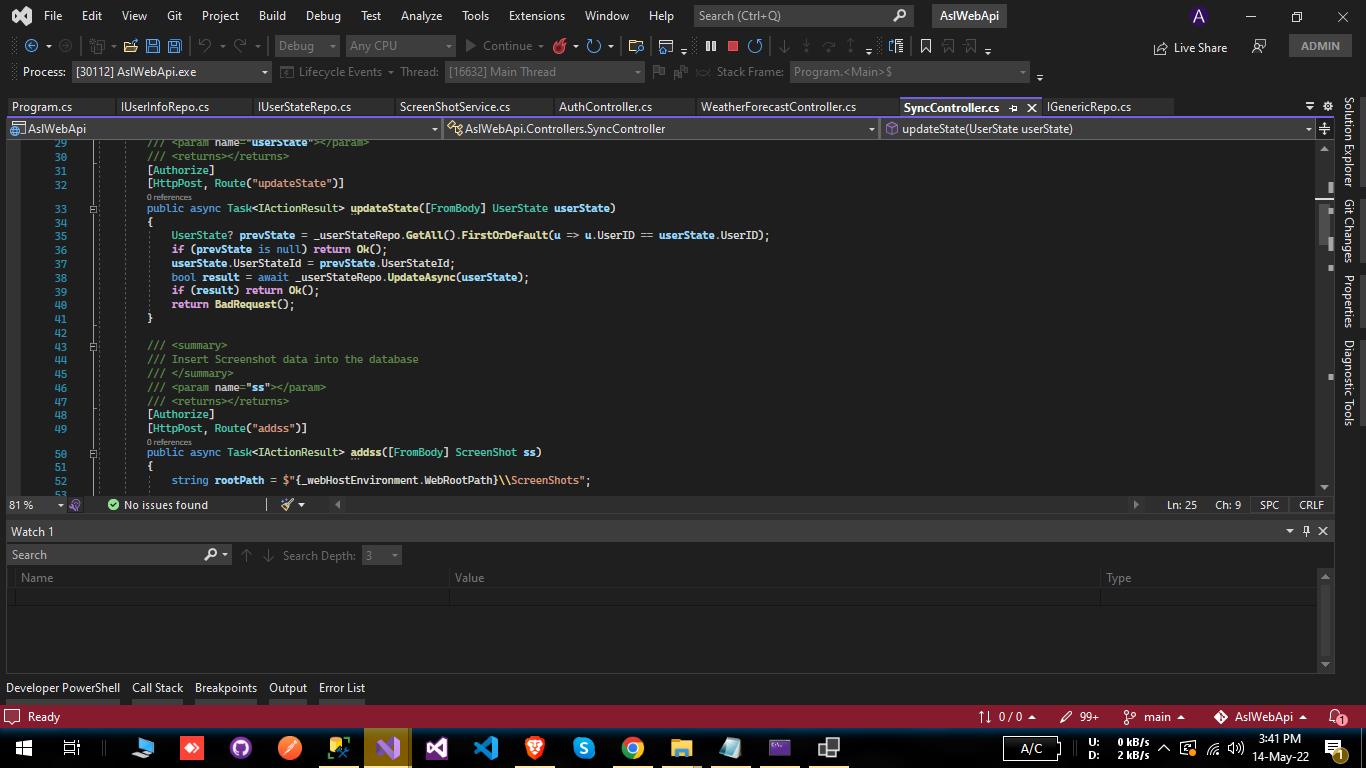 File Edit View Git Project Build Debug Test Analyze Tools Extensions Window Help Search (Ctrl+Q) AslWebApi A
Debug Any CPU Continue Live Share ADMIN
Process: [30112] AslWebApi.exe Lifecycle Events Thread: [16632] Main Thread Stack Frame: Program.<Main>$
Program.cs IUserInfoRepo.cs IUserStateRepo.cs ScreenShotService.cs AuthController.cs WeatherForecastController.cs SyncController.cs IGenericRepo.cs
AslWebApi AslWebApi.Controllers.SyncController updateState(UserState userState)
29 /// <param name="userState"></param>
30 /// <returns></returns>
31 [Authorize]
32 [HttpPost, Route("updateState")]
0 references
33 public async Task<IActionResult> updateState([FromBody] UserState userState)
34 {
35 UserState? prevState = _userStateRepo.GetAll().FirstOrDefault(u => u.UserID == userState.UserID);
36 if (prevState is null) return Ok();
37 userState.UserStateId = prevState.UserStateId;
38 bool result = await _userStateRepo.UpdateAsync(userState);
39 if (result) return Ok();
40 return BadRequest();
41 }
42
43 /// <summary>
44 /// Insert Screenshot data into the database
45 /// </summary>
46 /// <param name="ss"></param>
47 /// <returns></returns>
48 [Authorize]
49 [HttpPost, Route("addss")]
0 references
50 public async Task<IActionResult> addss([FromBody] ScreenShot ss)
51 {
52 string rootPath = $"{_webHostEnvironment.WebRootPath}\\ScreenShots";
53
81 % No issues found Ln: 25 Ch: 9 SPC CRLF
Solution Explorer
Git Changes
Properties
Diagnostic Tools
Watch 1
Search Search Depth: 3
Name Value Type
Developer PowerShell Call Stack Breakpoints Output Error List
Ready 0 / 0 99+ main AslWebApi 1
A/C U: 0 kB/s 3:41 PM
D: 2 kB/s 14-May-22 1